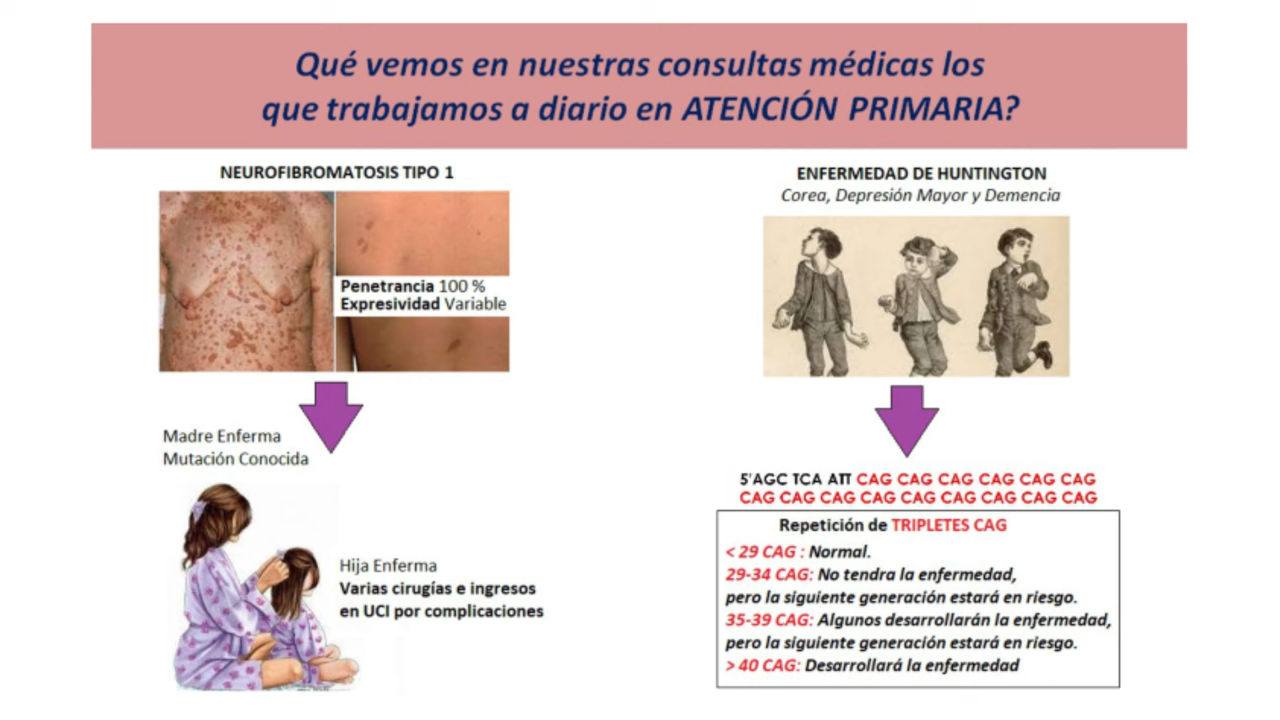 Qué vemos en nuestras consultas médicas los
que trabajamos a diario en ATENCIÓN PRIMARIA?
NEUROFIBROMATOSIS TIPO 1
Penetrancia 100 %
Expresividad Variable
Madre Enferma
Mutación Conocida
Hija Enferma
Varias cirugías e ingresos
en UCI por complicaciones
ENFERMEDAD DE HUNTINGTON
Corea, Depresión Mayor y Demencia
5'AGC TCA ATT CAG CAG CAG CAG CAG CAG
CAG CAG CAG CAG CAG CAG CAG CAG CAG
Repetición de TRIPLETES CAG
< 29 CAG : Normal.
29-34 CAG: No tendra la enfermedad,
pero la siguiente generación estará en riesgo.
35-39 CAG: Algunos desarrollarán la enfermedad,
pero la siguiente generación estará en riesgo.
> 40 CAG: Desarrollará la enfermedad